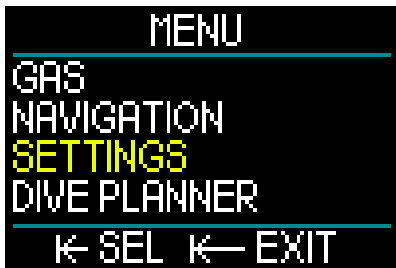 MENU
GAS
NAVIGATION
SETTINGS
DIVE PLANNER
K← SEL K⟵ EXIT